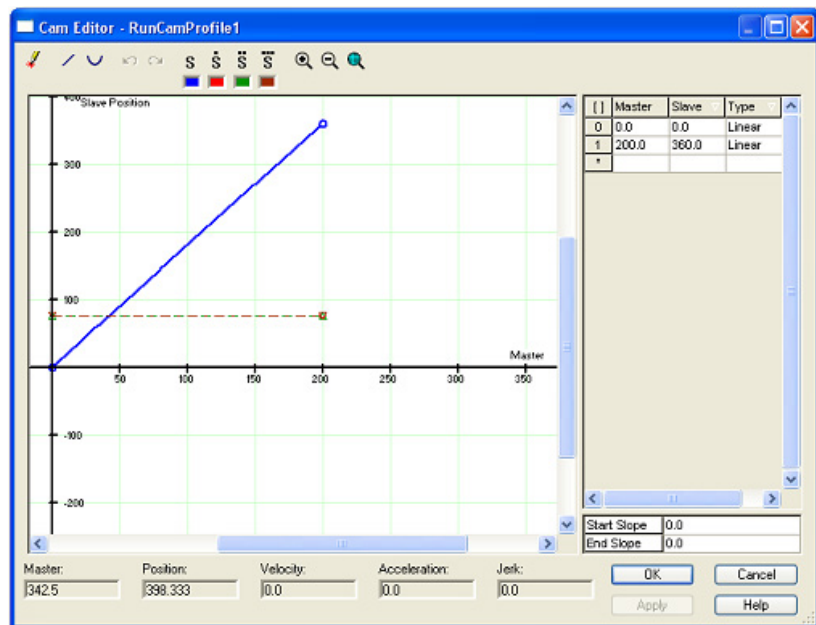 Cam Editor - RunCamProfile1
S Ṡ S̈ S⃛
400 Slave Position
300
200
100
Master
50 100 150 200 250 300 350
-100
-200
[ ] Master Slave Type
0 0.0 0.0 Linear
1 200.0 360.0 Linear
*
Start Slope 0.0
End Slope 0.0
Master: Position: Velocity: Acceleration: Jerk:
342.5 398.333 0.0 0.0 0.0
OK Cancel
Apply Help